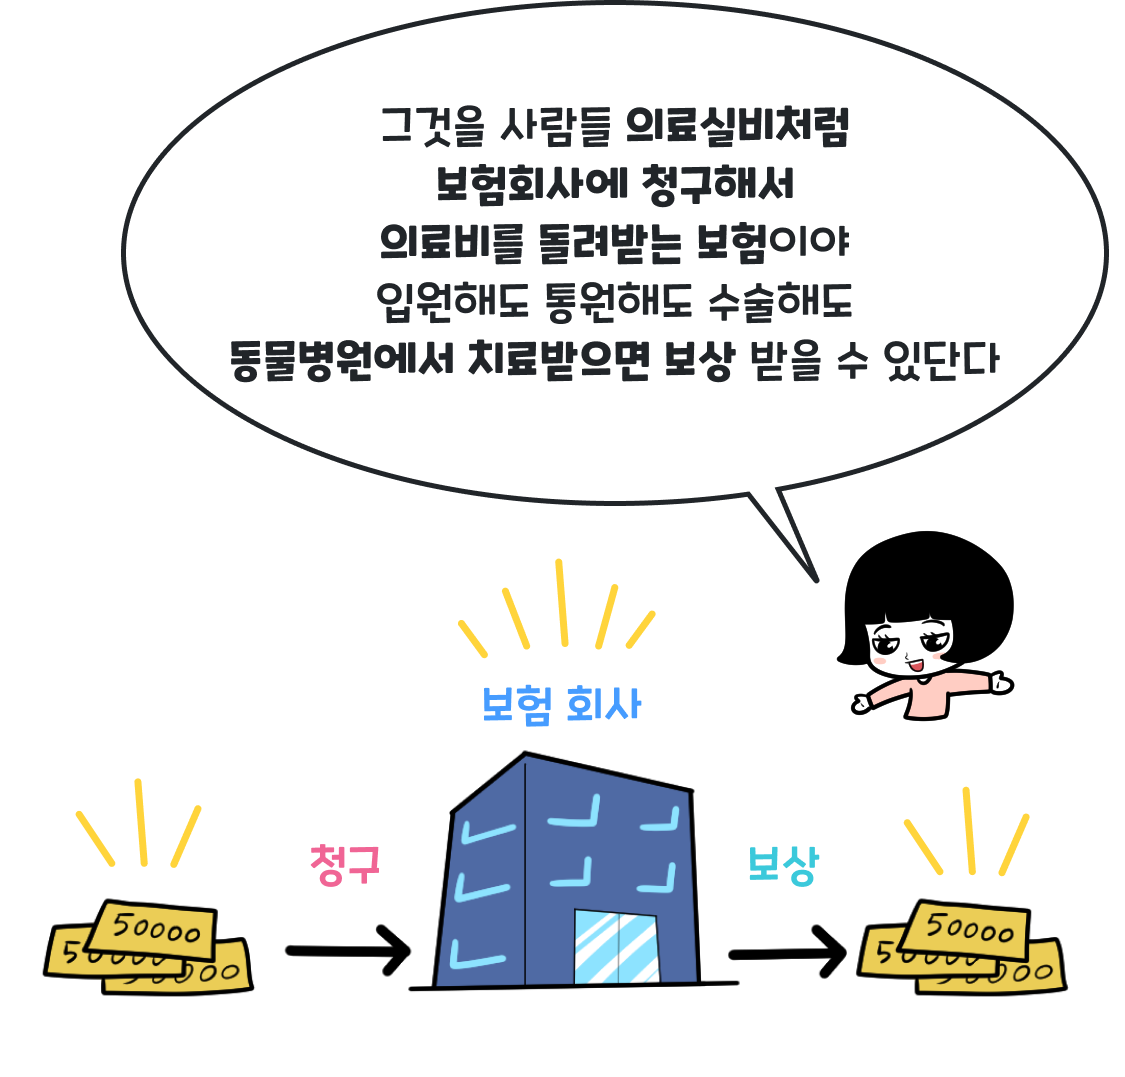 그것을 사람들 의료실비처럼
보험회사에 청구해서
의료비를 돌려받는 보험이야
입원해도 통원해도 수술해도
동물병원에서 치료받으면 보상 받을 수 있단다
보험 회사
청구
보상
50000
50000
50000
50000